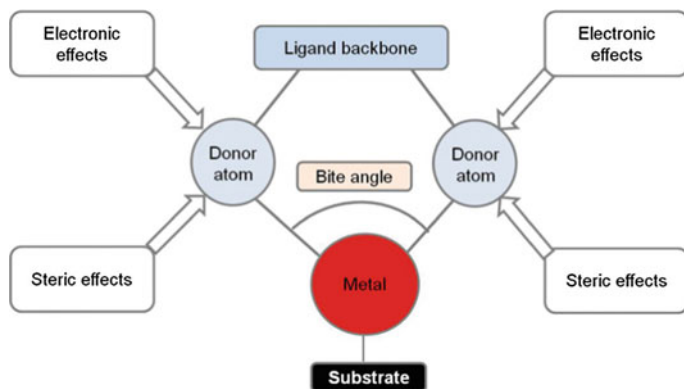 Electronic
effects
Ligand backbone
Electronic
effects
Donor
atom
Donor
atom
Bite angle
Steric effects
Metal
Steric effects
Substrate